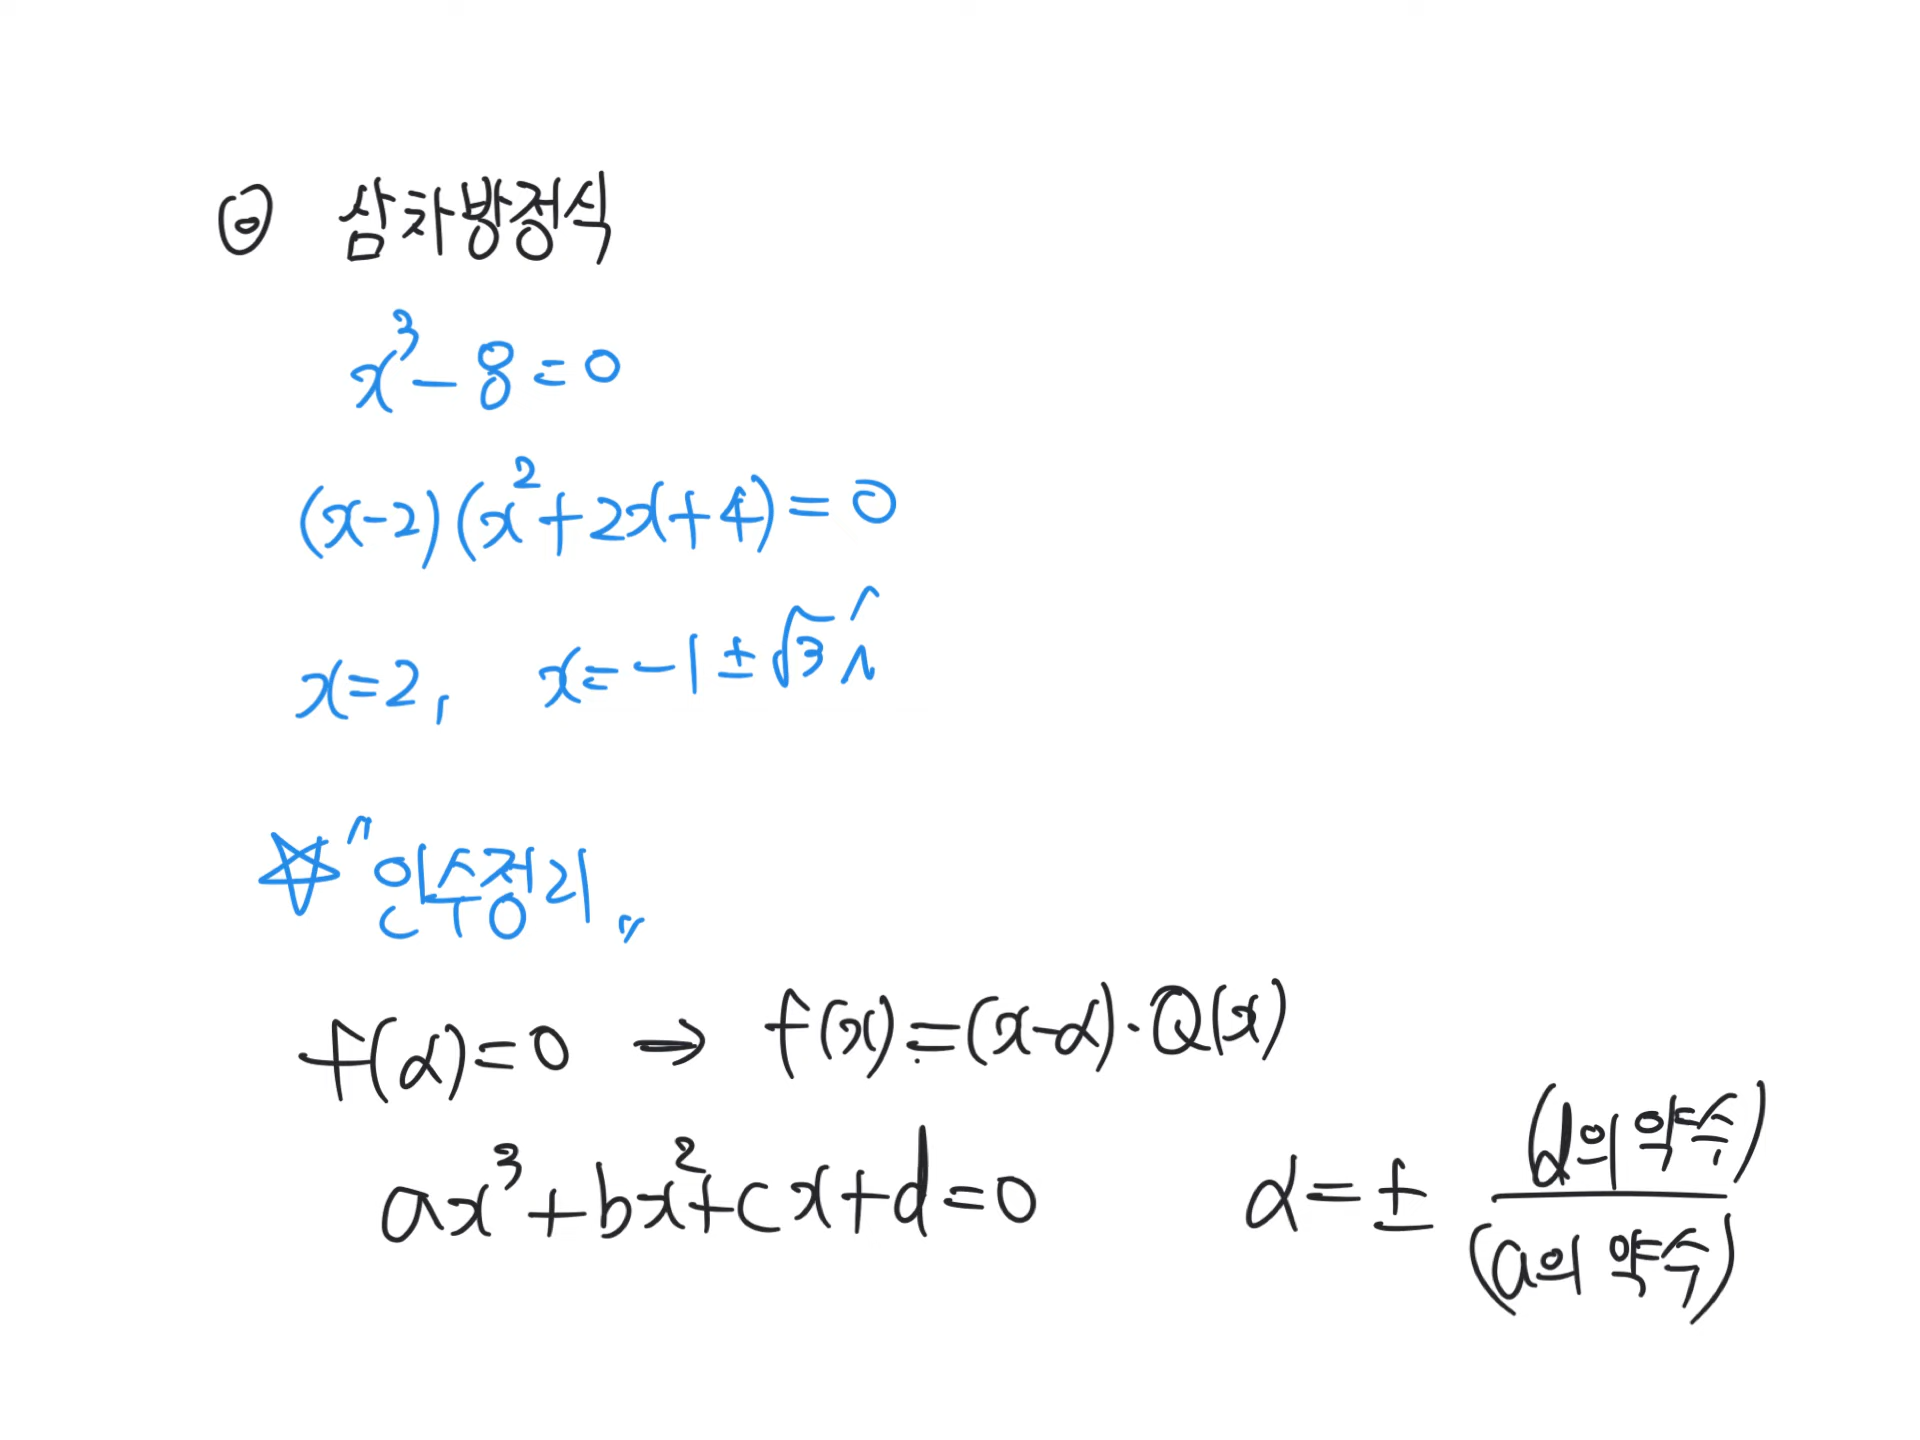 ⊙ 삼차방정식
x³ - 8 = 0
(x-2)(x²+2x+4) = 0
x=2, x=-1±√3 i
☆ "인수정리"
f(α)=0 → f(x)=(x-α)·Q(x)
ax³+bx²+cx+d=0 α=± (d의 약수)/(a의 약수)